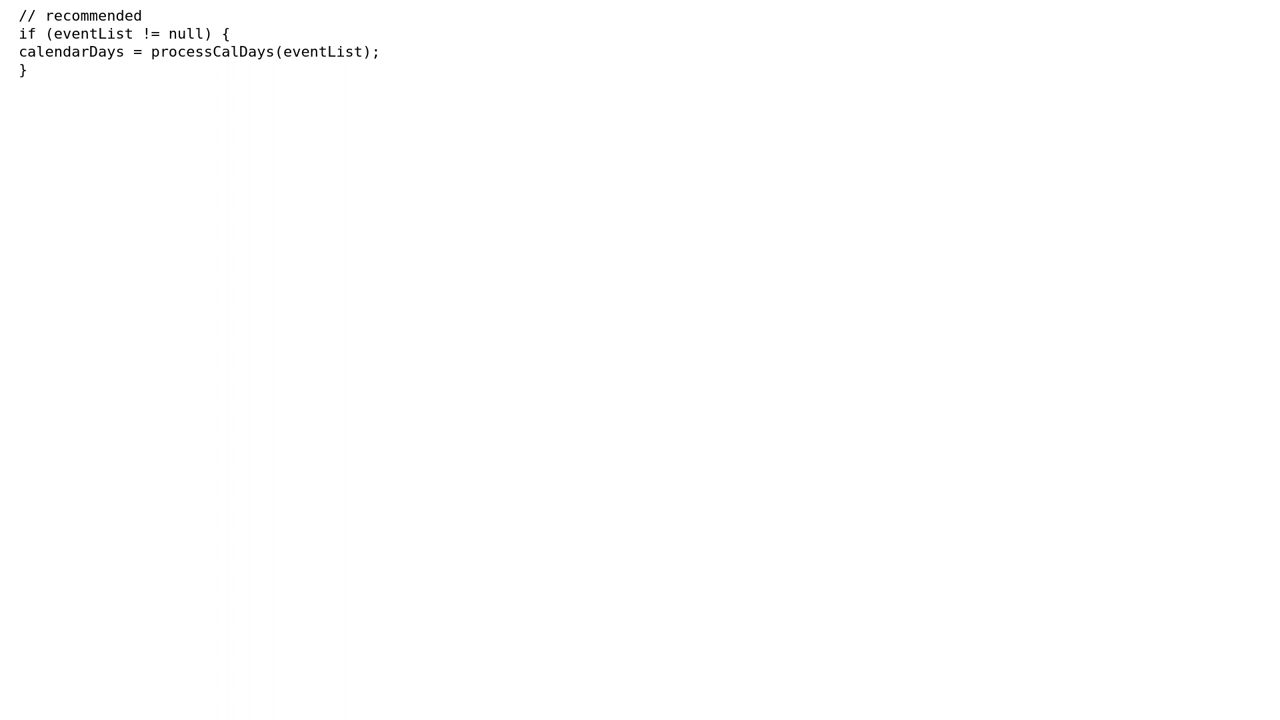 // recommended
if (eventList != null) {
calendarDays = processCalDays(eventList);
}